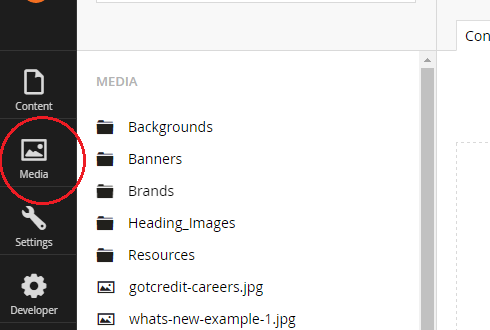 Content
Media
Settings
Developer
MEDIA
Backgrounds
Banners
Brands
Heading_Images
Resources
gotcredit-careers.jpg
whats-new-example-1.jpg
Con